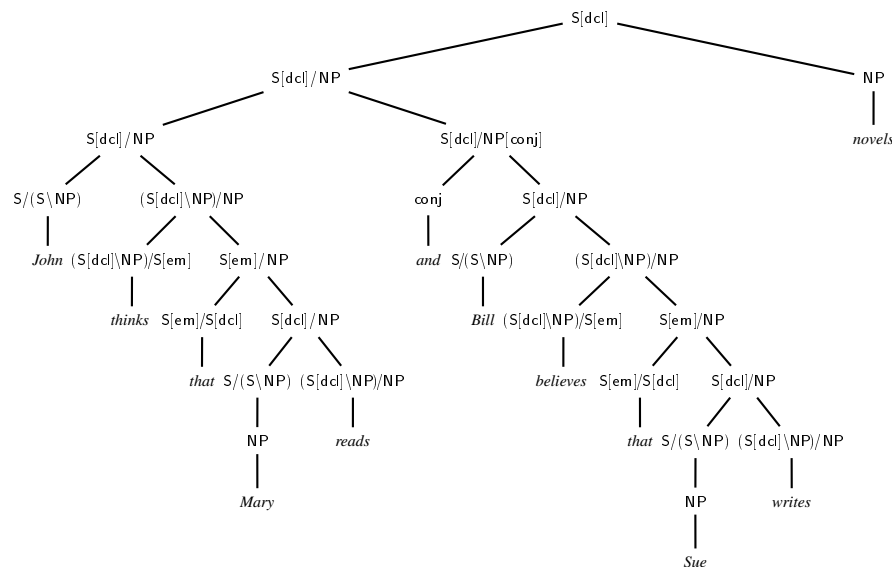 S[dcl]
S[dcl]/NP NP
S[dcl]/NP S[dcl]/NP[conj] novels
S/(S\NP) (S[dcl]\NP)/NP conj S[dcl]/NP
John (S[dcl]\NP)/S[em] S[em]/NP and S/(S\NP) (S[dcl]\NP)/NP
thinks S[em]/S[dcl] S[dcl]/NP Bill (S[dcl]\NP)/S[em] S[em]/NP
that S/(S\NP) (S[dcl]\NP)/NP believes S[em]/S[dcl] S[dcl]/NP
NP reads that S/(S\NP) (S[dcl]\NP)/NP
Mary NP writes
Sue